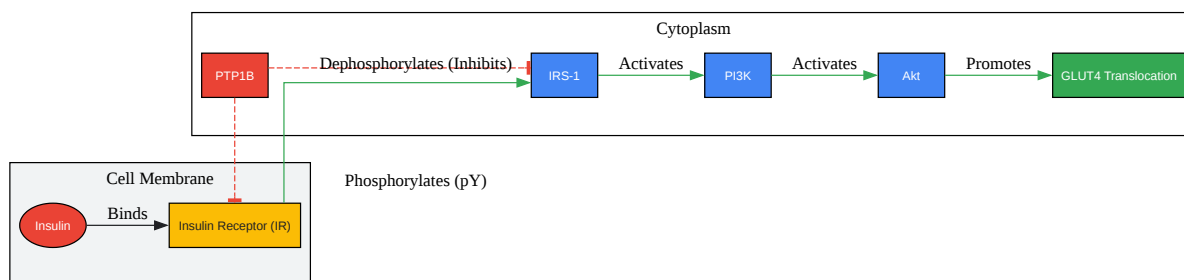 Cytoplasm
PTP1B
Dephosphorylates (Inhibits)
IRS-1
Activates
PI3K
Activates
Akt
Promotes
GLUT4 Translocation
Cell Membrane
Phosphorylates (pY)
Insulin
Binds
Insulin Receptor (IR)